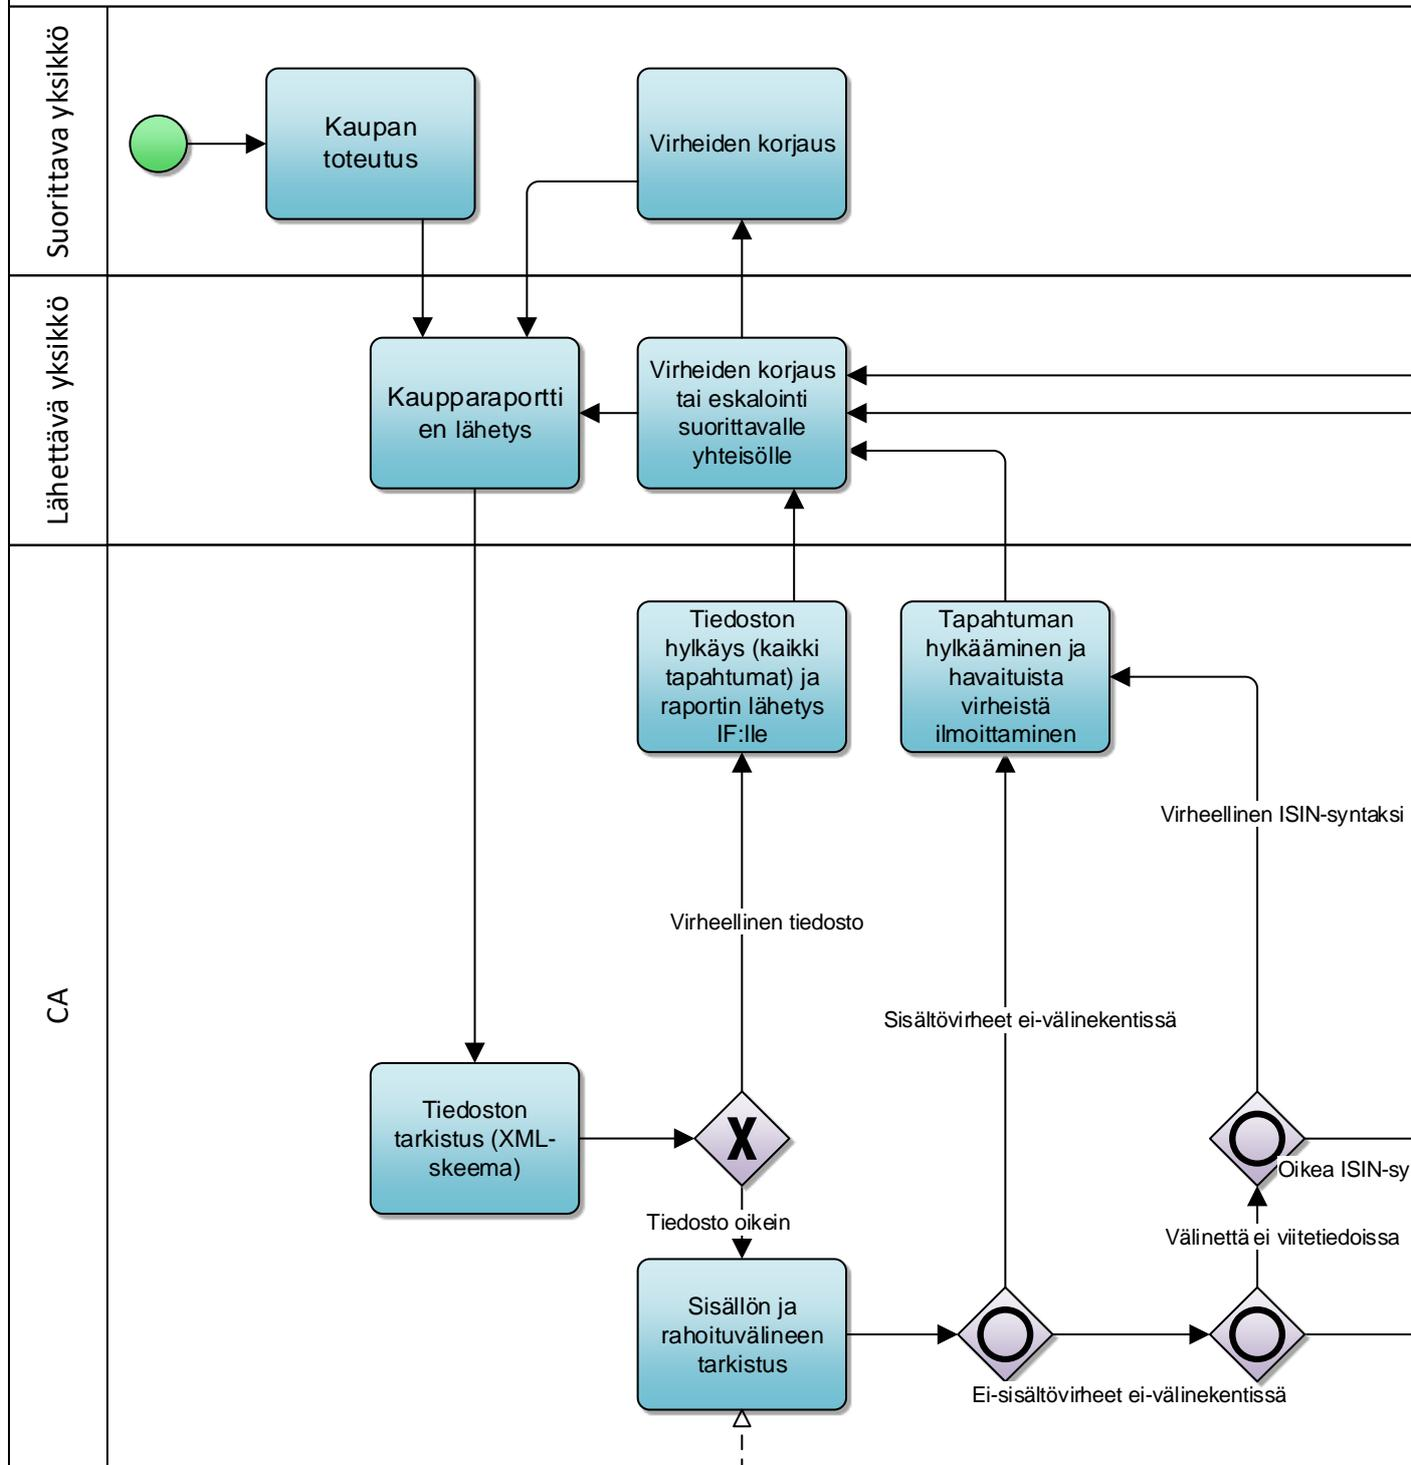 Suorittava yksikkö
Kaupan
toteutus
Virheiden korjaus
Lähettävä yksikkö
Kaupparaportti
en lähetys
Virheiden korjaus
tai eskalointi
suorittavalle
yhteisölle
CA
Tiedoston
hylkäys (kaikki
tapahtumat) ja
raportin lähetys
IF:lle
Tapahtuman
hylkääminen ja
havaituista
virheistä
ilmoittaminen
Virheellinen ISIN-syntaksi
Virheellinen tiedosto
Sisältövirheet ei-välinekentissä
Tiedoston
tarkistus (XML-
skeema)
X
Oikea ISIN-sy
Tiedosto oikein
Välinettä ei viitetiedoissa
Sisällön ja
rahoituvälineen
tarkistus
Ei-sisältövirheet ei-välinekentissä